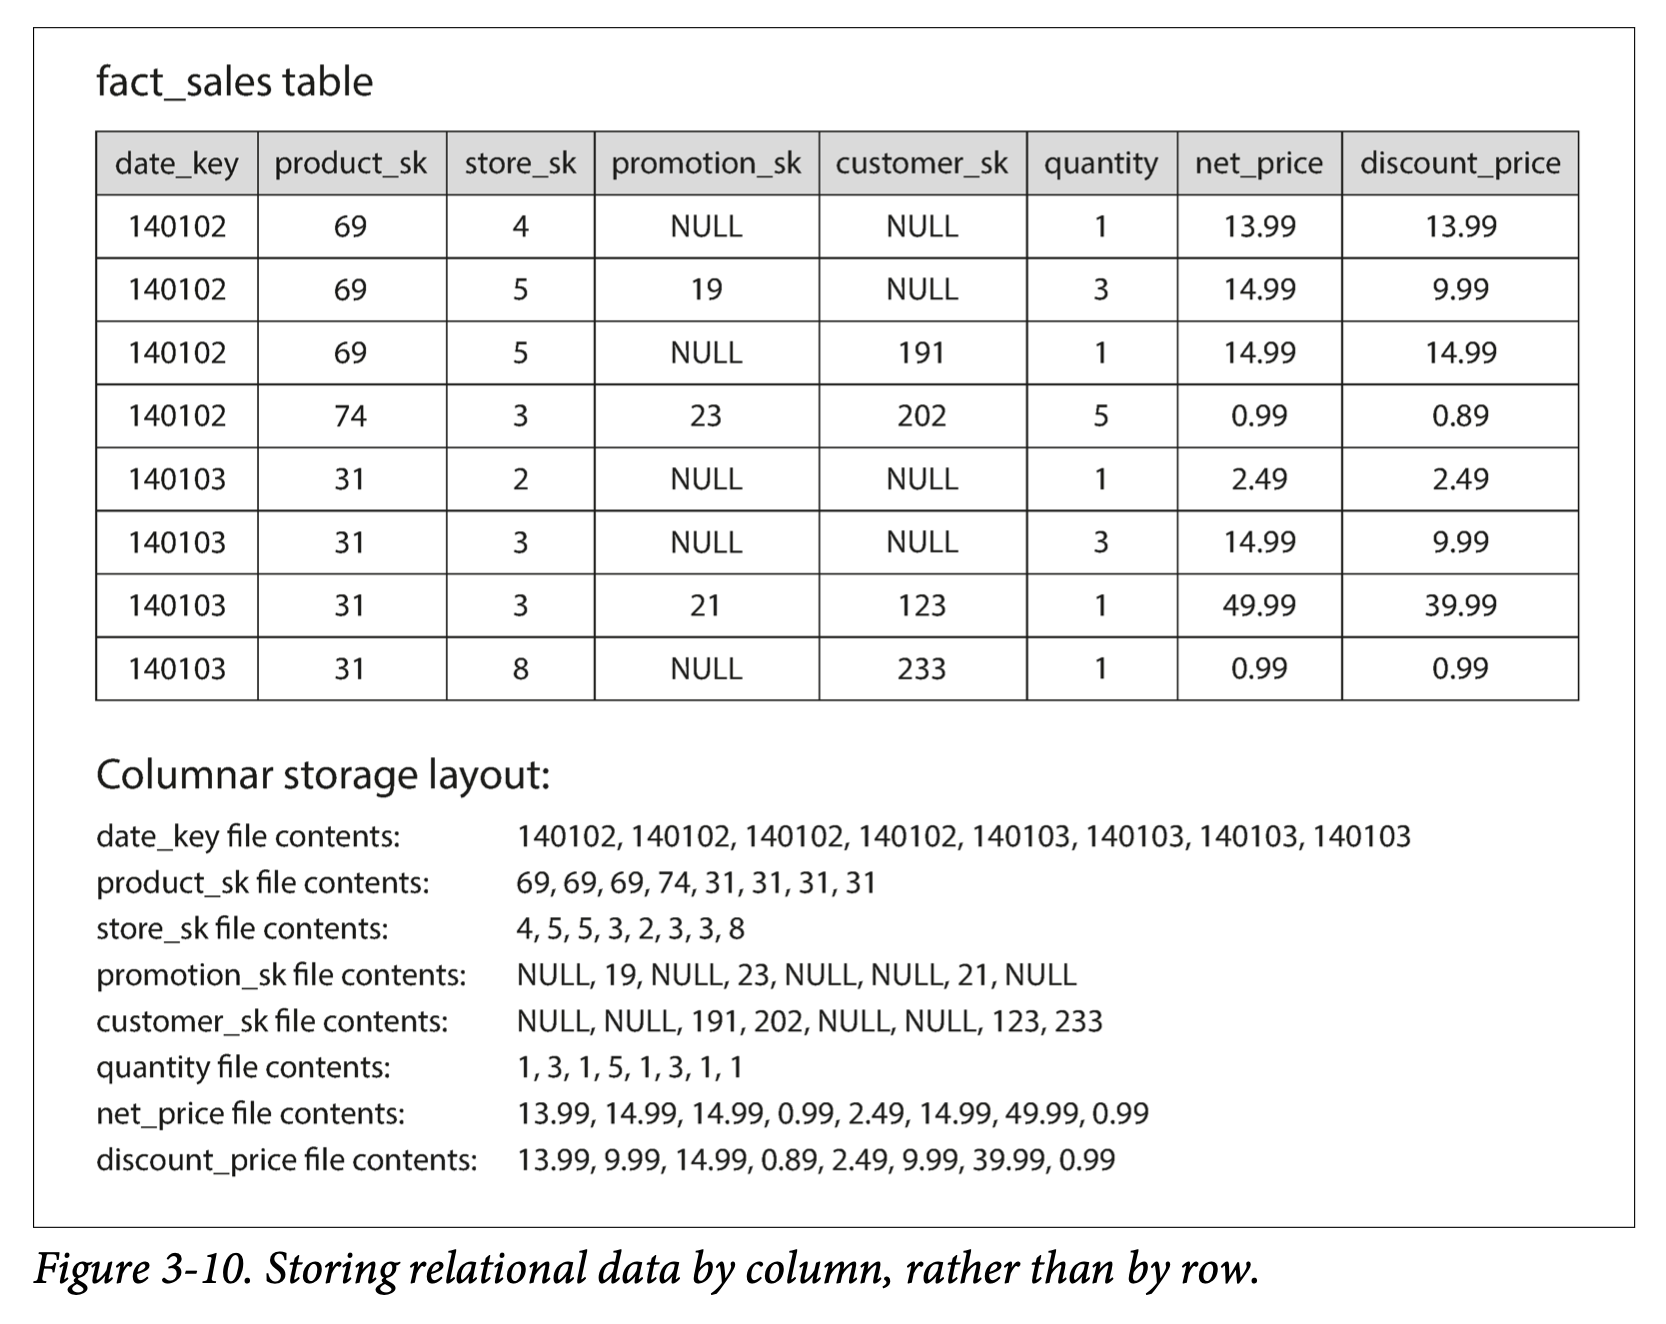 fact_sales table
date_key product_sk store_sk promotion_sk customer_sk quantity net_price discount_price
140102 69 4 NULL NULL 1 13.99 13.99
140102 69 5 19 NULL 3 14.99 9.99
140102 69 5 NULL 191 1 14.99 14.99
140102 74 3 23 202 5 0.99 0.89
140103 31 2 NULL NULL 1 2.49 2.49
140103 31 3 NULL NULL 3 14.99 9.99
140103 31 3 21 123 1 49.99 39.99
140103 31 8 NULL 233 1 0.99 0.99
Columnar storage layout:
date_key file contents: 140102, 140102, 140102, 140102, 140103, 140103, 140103, 140103
product_sk file contents: 69, 69, 69, 74, 31, 31, 31, 31
store_sk file contents: 4, 5, 5, 3, 2, 3, 3, 8
promotion_sk file contents: NULL, 19, NULL, 23, NULL, NULL, 21, NULL
customer_sk file contents: NULL, NULL, 191, 202, NULL, NULL, 123, 233
quantity file contents: 1, 3, 1, 5, 1, 3, 1, 1
net_price file contents: 13.99, 14.99, 14.99, 0.99, 2.49, 14.99, 49.99, 0.99
discount_price file contents: 13.99, 9.99, 14.99, 0.89, 2.49, 9.99, 39.99, 0.99
Figure 3-10. Storing relational data by column, rather than by row.